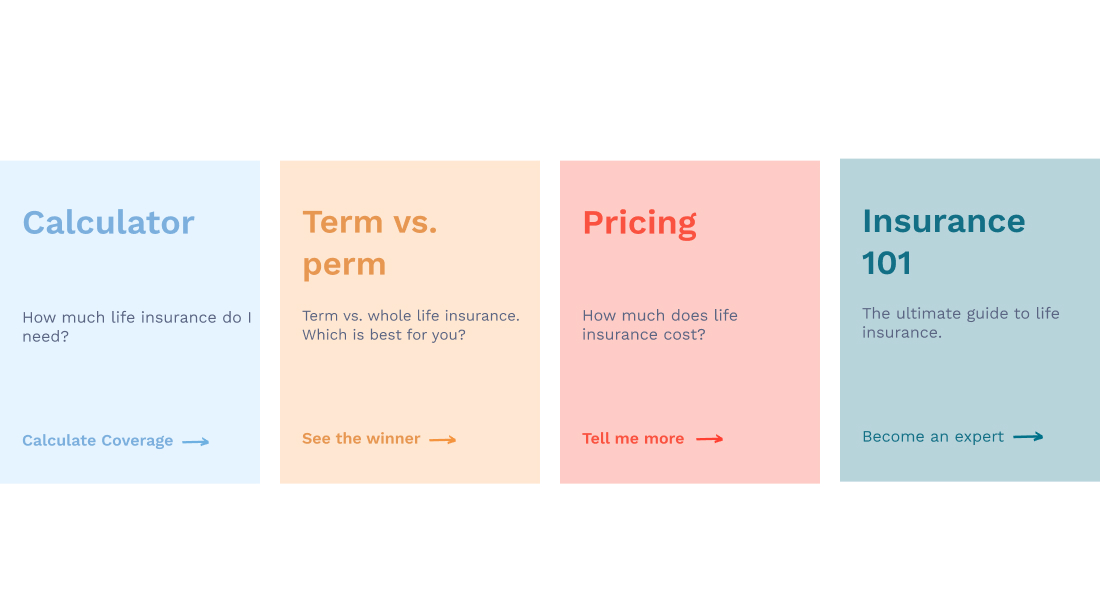 Calculator
How much life insurance do I
need?
Calculate Coverage
Term vs.
perm
Term vs. whole life insurance.
Which is best for you?
See the winner
Pricing
How much does life
insurance cost?
Tell me more
Insurance
101
The ultimate guide to life
insurance.
Become an expert